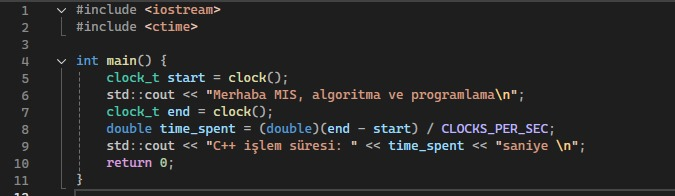 1 #include <iostream>
2 #include <ctime>
3
4 int main() {
5 clock_t start = clock();
6 std::cout << "Merhaba MIS, algoritma ve programlama\n";
7 clock_t end = clock();
8 double time_spent = (double)(end - start) / CLOCKS_PER_SEC;
9 std::cout << "C++ işlem süresi: " << time_spent << "saniye \n";
10 return 0;
11 }
12